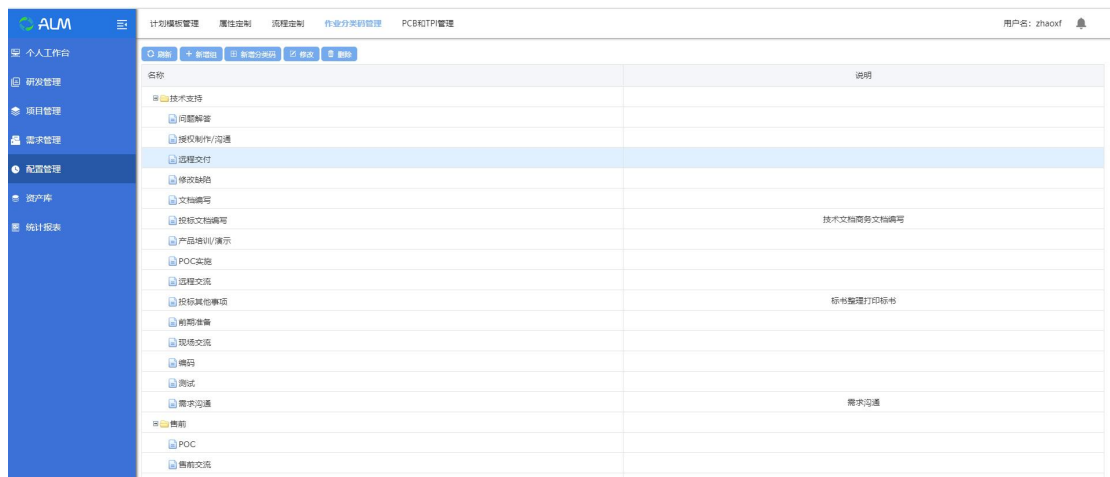 ALM
计划模板管理 属性定制 流程定制 作业分类码管理 PCB和TPI管理 用户名: zhaoxf
个人工作台
研发管理
项目管理
需求管理
配置管理
资产库
统计报表
刷新 新增组 新增分类码 修改 删除
名称 说明
技术支持
问题解答
授权制作/沟通
远程交付
修改缺陷
文档编写
投标文档编写 技术文档商务文档编写
产品培训/演示
POC实施
远程交流
投标其他事项 标书整理打印标书
前期准备
现场交流
编码
测试
需求沟通 需求沟通
售前
POC
售前交流